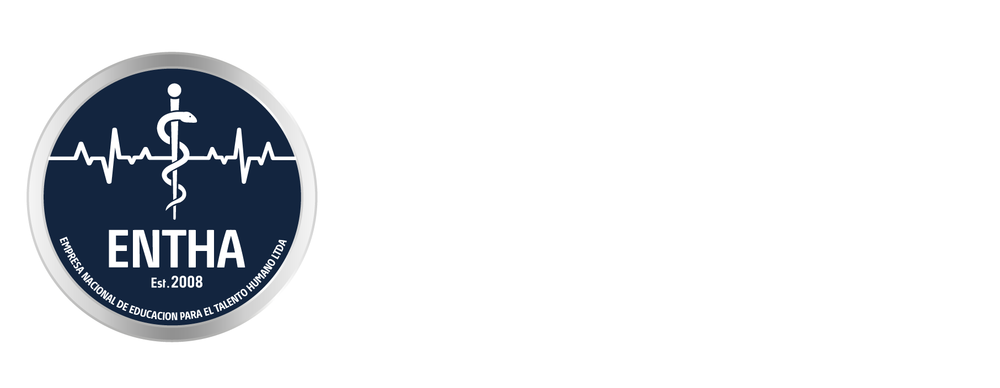 ENTHA
Est. 2008
EMPRESA NACIONAL DE EDUCACION PARA EL TALENTO HUMANO LTDA